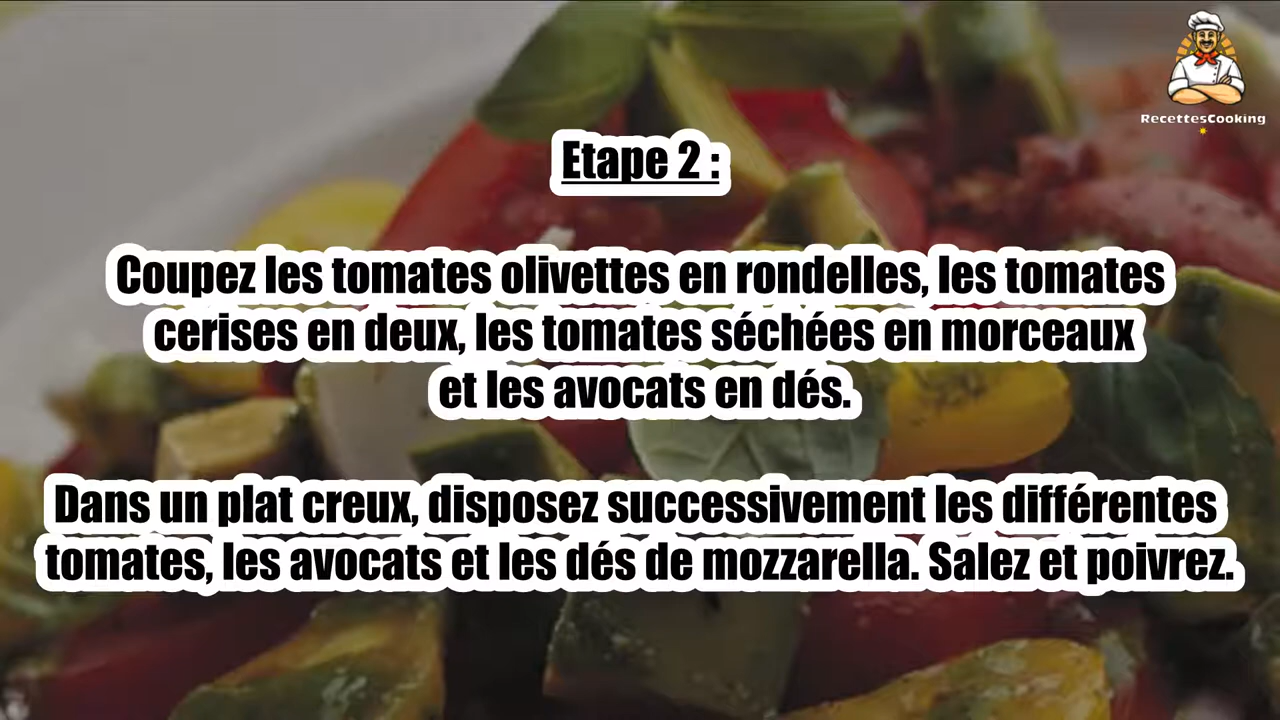 RecettesCooking
Etape 2 :
Coupez les tomates olivettes en rondelles, les tomates
cerises en deux, les tomates séchées en morceaux
et les avocats en dés.
Dans un plat creux, disposez successivement les différentes
tomates, les avocats et les dés de mozzarella. Salez et poivrez.